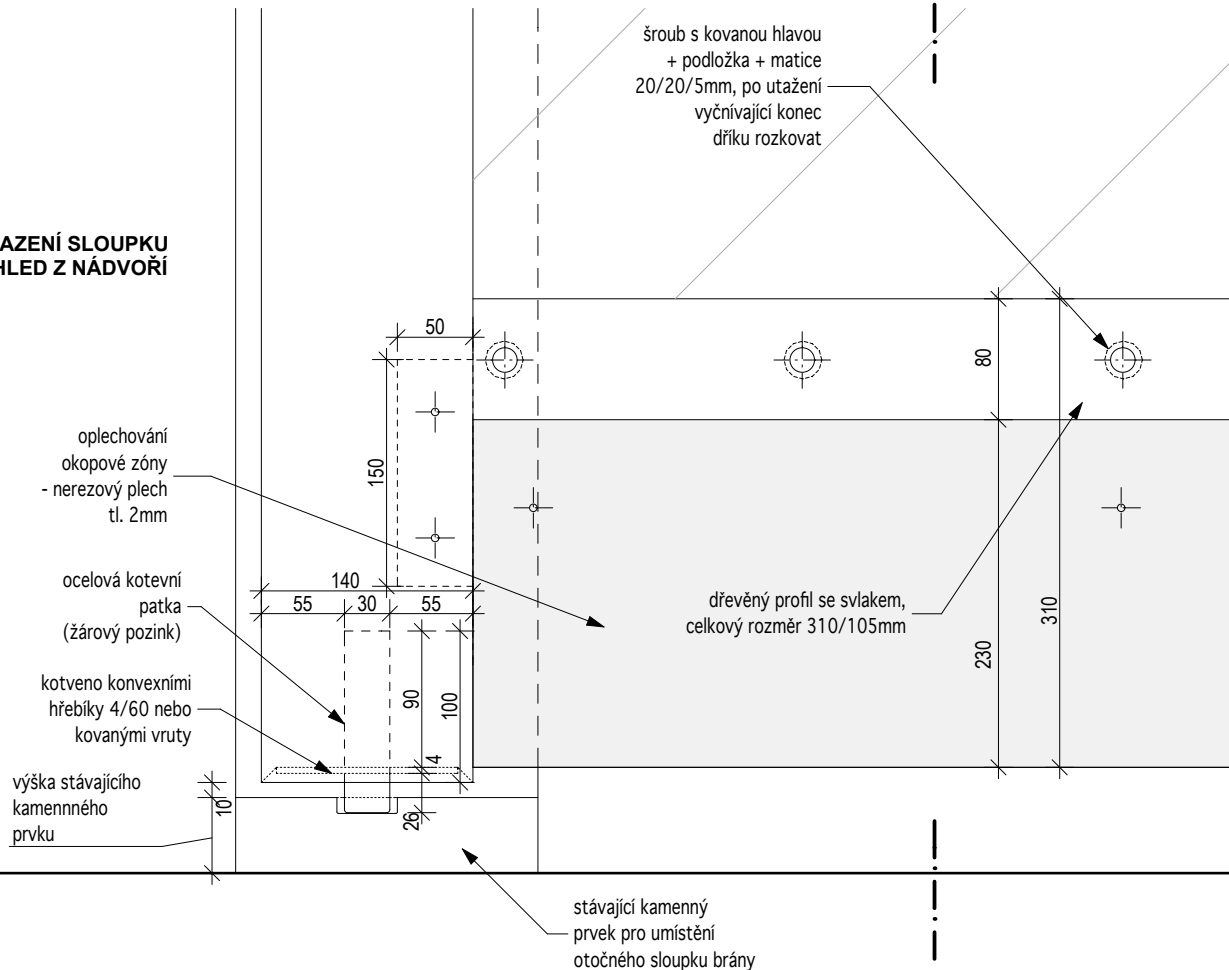 šroub s kovanou hlavou
+ podložka + matice
20/20/5mm, po utažení
vyčnívající konec
dříku rozkovat
AZENÍ SLOUPKU
HLED Z NÁDVOŘÍ
50
80
150
310
oplechování
okopové zóny
- nerezový plech
tl. 2mm
140
55
30
55
ocelová kotevní
patka
(žárový pozink)
dřevěný profil se svlakem,
celkový rozměr 310/105mm
230
90
100
kotveno konvexními
hřebíky 4/60 nebo
kovanými vruty
4
výška stávajícího
kamennného
prvku
10
26
stávající kamenný
prvek pro umístění
otočného sloupku brány